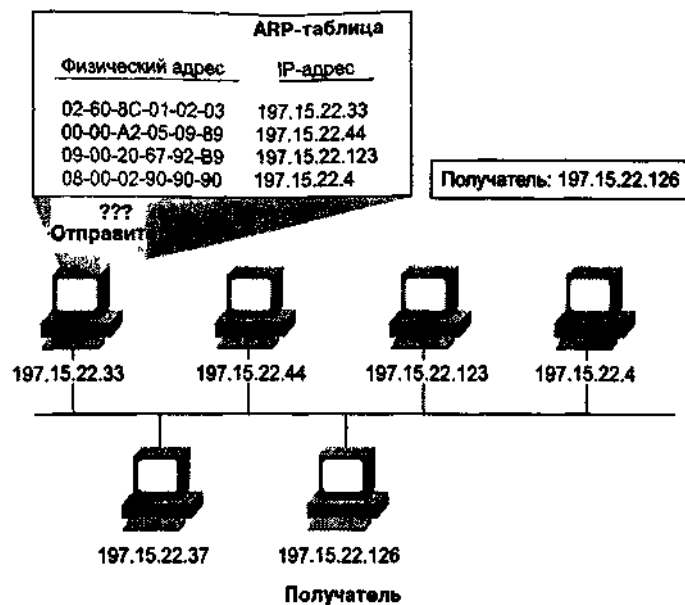 ARP-таблица
Физический адрес IP-адрес
02-60-8C-01-02-03 197.15.22.33
00-00-A2-05-09-89 197.15.22.44
09-00-20-67-92-B9 197.15.22.123
08-00-02-90-90-90 197.15.22.4
Получатель: 197.15.22.126
???
Отправит
197.15.22.33 197.15.22.44 197.15.22.123 197.15.22.4
197.15.22.37 197.15.22.126
Получатель